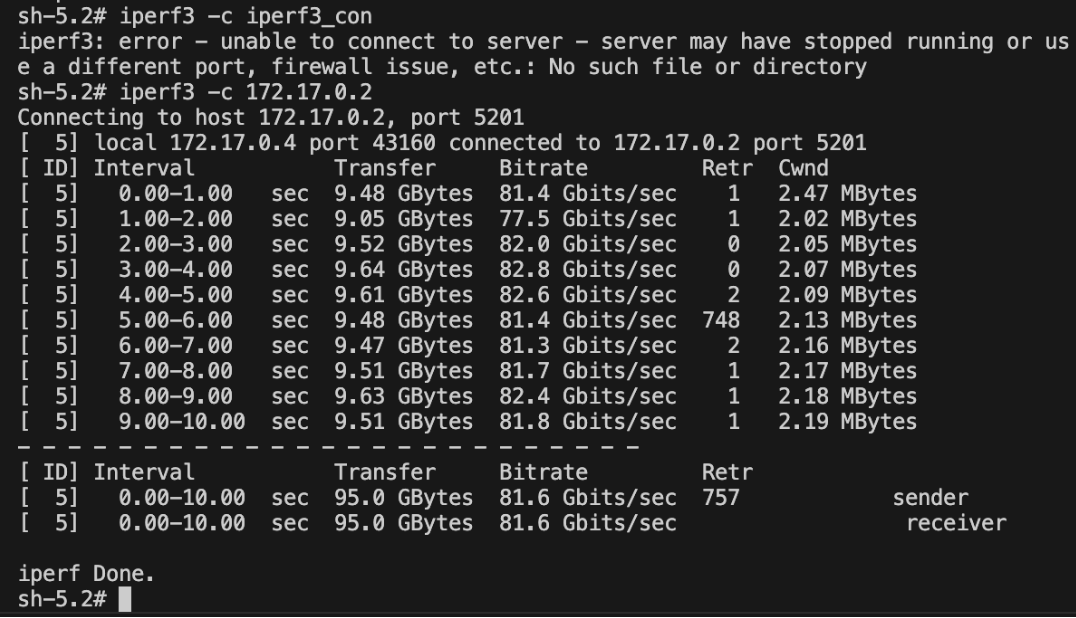 sh-5.2# iperf3 -c iperf3_con
iperf3: error – unable to connect to server – server may have stopped running or us
e a different port, firewall issue, etc.: No such file or directory
sh-5.2# iperf3 -c 172.17.0.2
Connecting to host 172.17.0.2, port 5201
[  5] local 172.17.0.4 port 43160 connected to 172.17.0.2 port 5201
[ ID] Interval           Transfer     Bitrate         Retr  Cwnd
[  5]   0.00–1.00   sec  9.48 GBytes  81.4 Gbits/sec    1   2.47 MBytes
[  5]   1.00–2.00   sec  9.05 GBytes  77.5 Gbits/sec    1   2.02 MBytes
[  5]   2.00–3.00   sec  9.52 GBytes  82.0 Gbits/sec    0   2.05 MBytes
[  5]   3.00–4.00   sec  9.64 GBytes  82.8 Gbits/sec    0   2.07 MBytes
[  5]   4.00–5.00   sec  9.61 GBytes  82.6 Gbits/sec    2   2.09 MBytes
[  5]   5.00–6.00   sec  9.48 GBytes  81.4 Gbits/sec  748   2.13 MBytes
[  5]   6.00–7.00   sec  9.47 GBytes  81.3 Gbits/sec    2   2.16 MBytes
[  5]   7.00–8.00   sec  9.51 GBytes  81.7 Gbits/sec    1   2.17 MBytes
[  5]   8.00–9.00   sec  9.63 GBytes  82.4 Gbits/sec    1   2.18 MBytes
[  5]   9.00–10.00  sec  9.51 GBytes  81.8 Gbits/sec    1   2.19 MBytes
– – – – – – – – – – – – – – – – – – – – – – – – –
[ ID] Interval           Transfer     Bitrate         Retr
[  5]   0.00–10.00  sec  95.0 GBytes  81.6 Gbits/sec  757            sender
[  5]   0.00–10.00  sec  95.0 GBytes  81.6 Gbits/sec                  receiver
iperf Done.
sh-5.2#